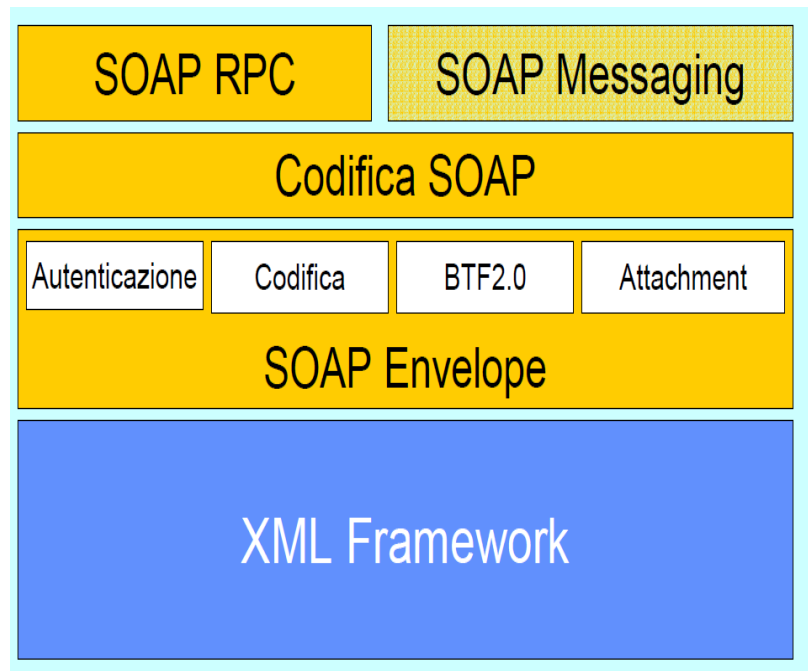 SOAP RPC
SOAP Messaging
Codifica SOAP
Autenticazione
Codifica
BTF2.0
Attachment
SOAP Envelope
XML Framework